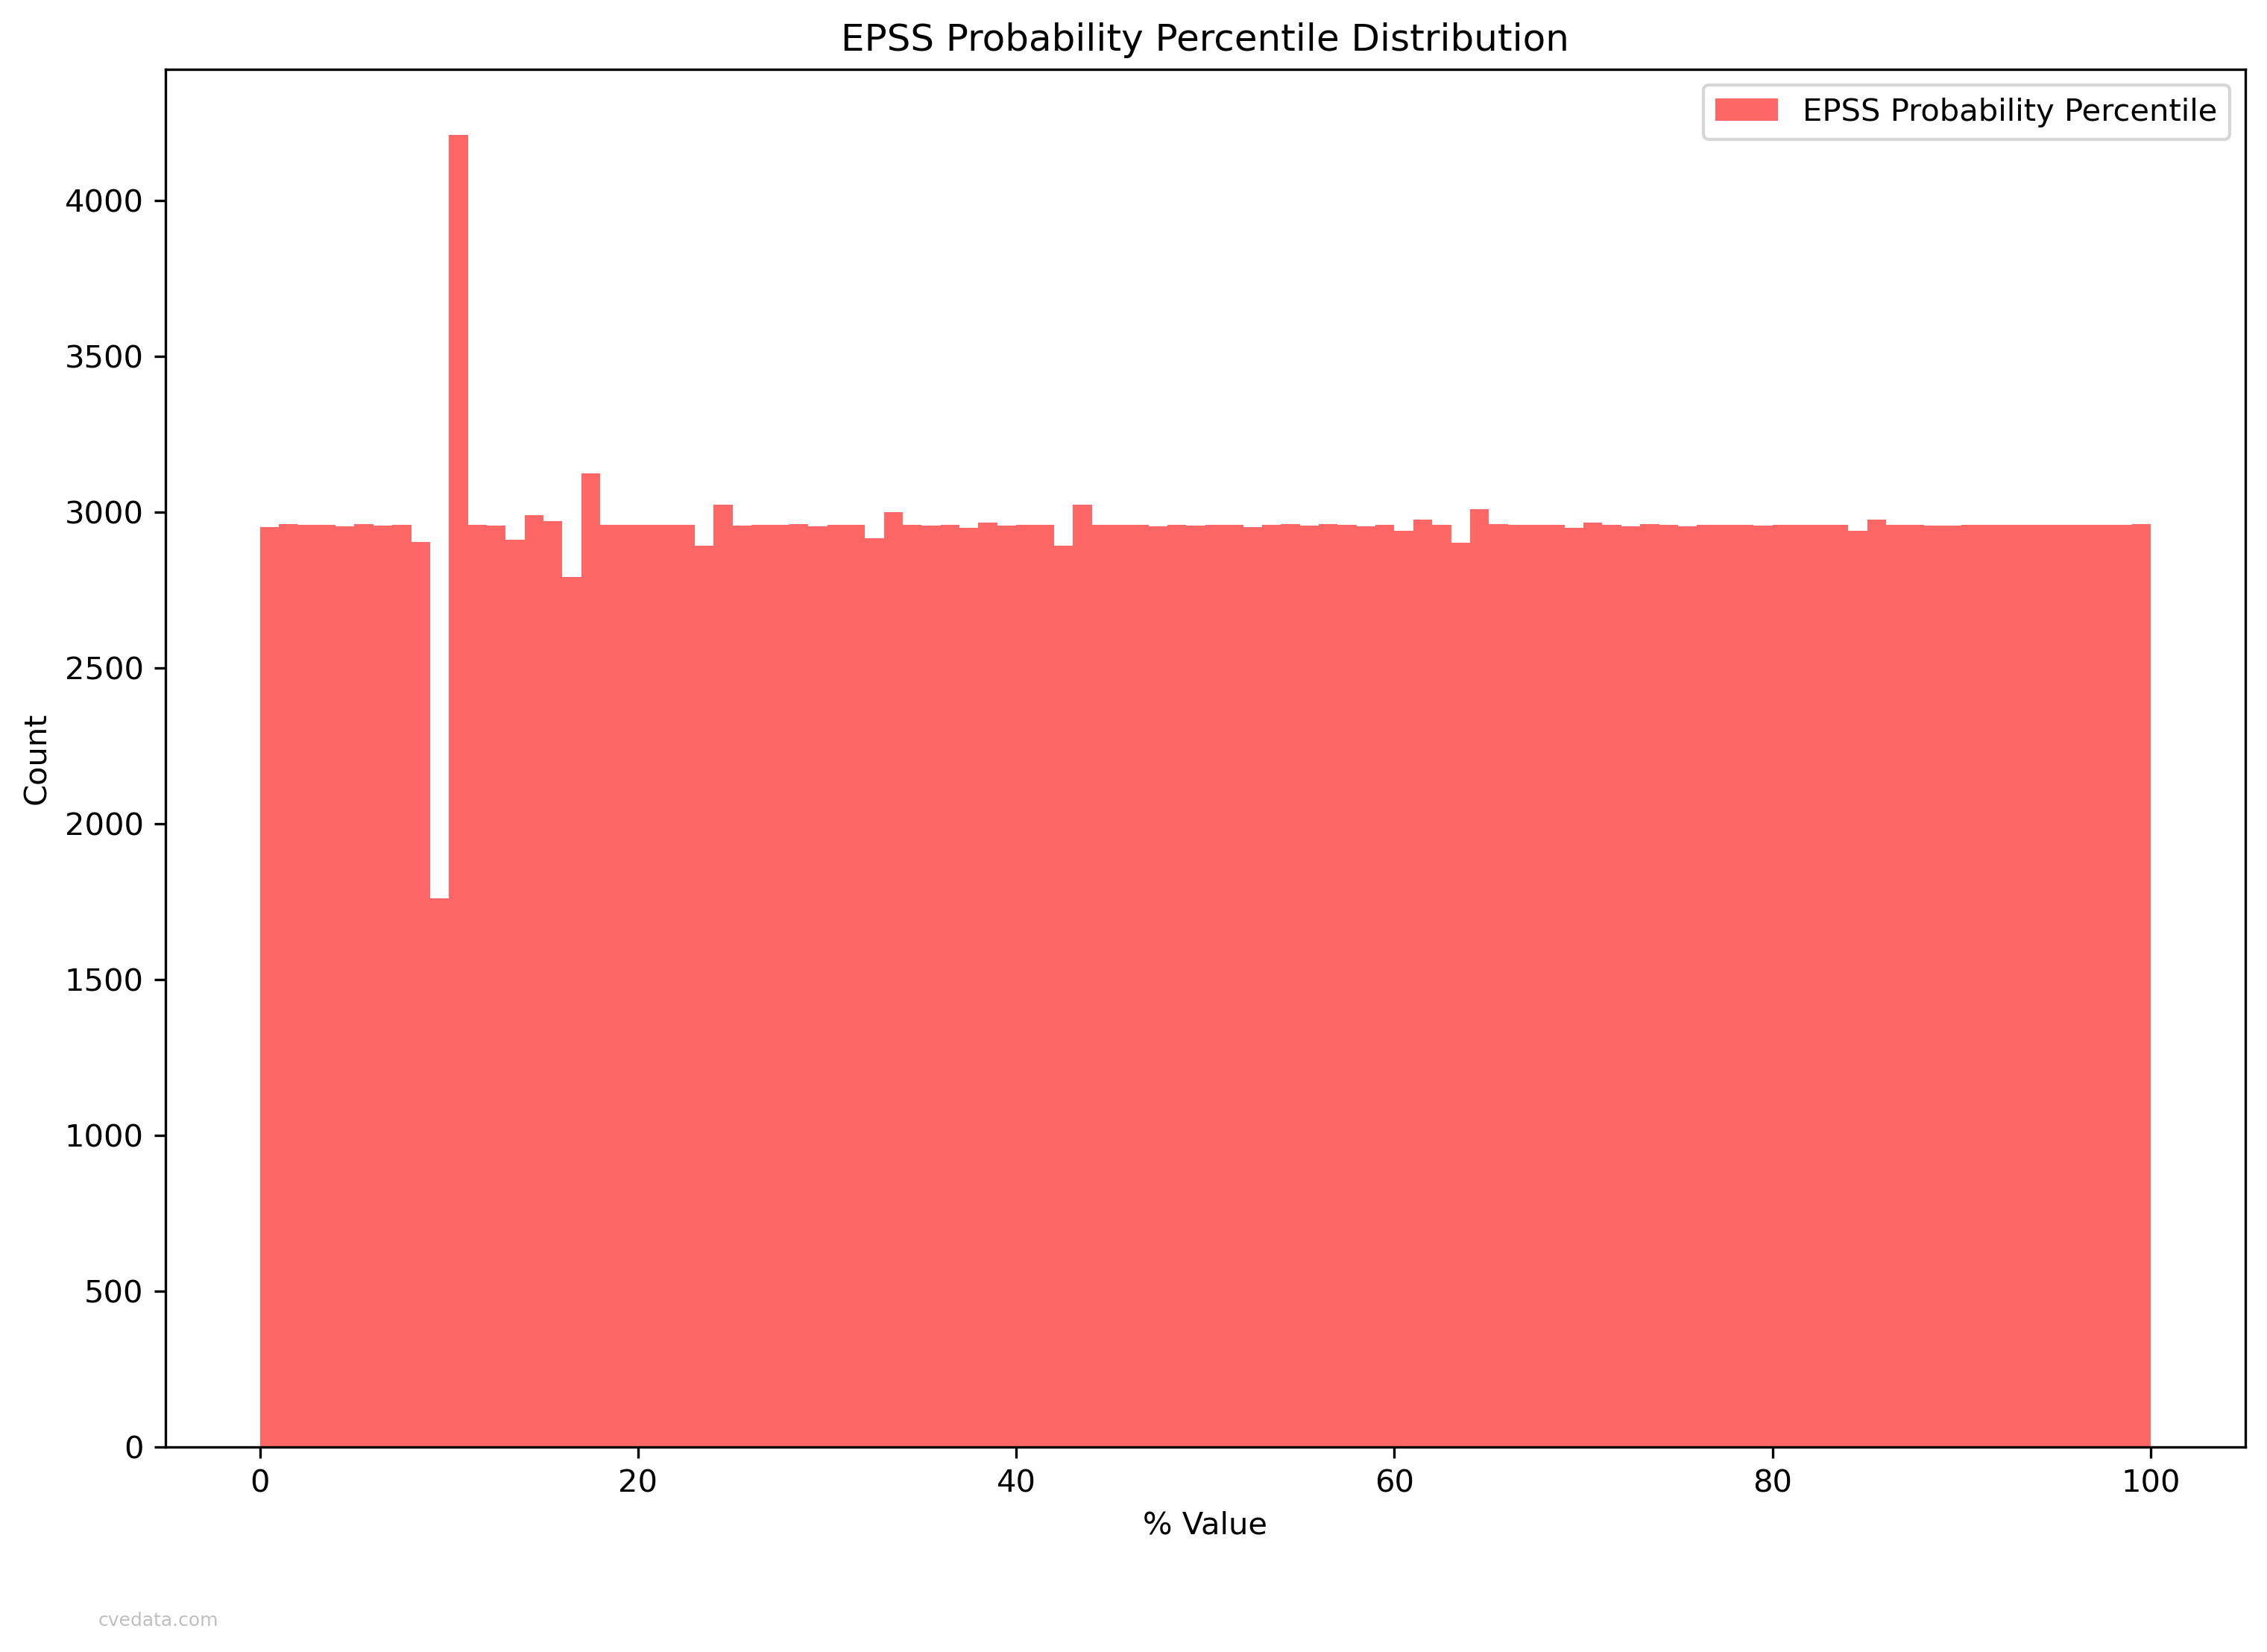 EPSS Probability Percentile Distribution
EPSS Probability Percentile
4000
3500
3000
2500
2000
1500
1000
500
0
Count
0 20 40 60 80 100
% Value
cvedata.com